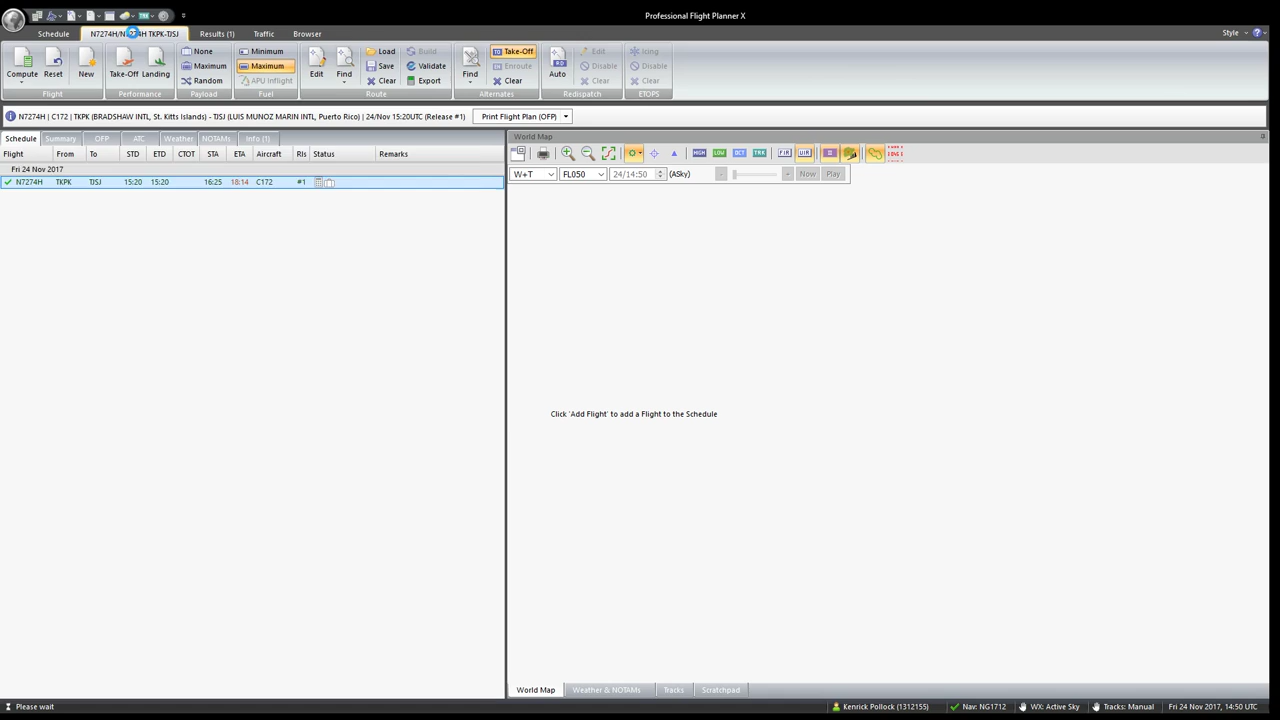 Professional Flight Planner X
Schedule Results (1) Traffic Browser Style
Compute Reset New Take-Off Landing None Maximum Random Minimum Maximum APU Inflight Edit Find Load Save Clear Build Validate Export Find Take-Off Enroute Clear Auto Edit Disable Clear Icing Disable Clear
Flight Performance Payload Fuel Route Alternates Redispatch ETOPS
N7274H | C172 | TKPK (BRADSHAW INTL, St. Kitts Islands) - TJSJ (LUIS MUNOZ MARIN INTL, Puerto Rico) | 24/Nov 15:20UTC (Release #1) Print Flight Plan (OFP)
Schedule Summary OFP ATC Weather NOTAMs Info (1)
World Map
Flight From To STD ETD CTOT STA ETA Aircraft Rls Status Remarks
HIGH LOW OCT TRK FIR UIR
Fri 24 Nov 2017
W+T FL050 24/14:50 (ASky) - - Now Play
N7274H TKPK TJSJ 15:20 15:20 16:25 18:14 C172 #1
Click 'Add Flight' to add a Flight to the Schedule
World Map Weather & NOTAMs Tracks Scratchpad
Please wait Kenrick Pollock (1312155) Nav: NG1712 WX: Active Sky Tracks: Manual Fri 24 Nov 2017, 14:50 UTC